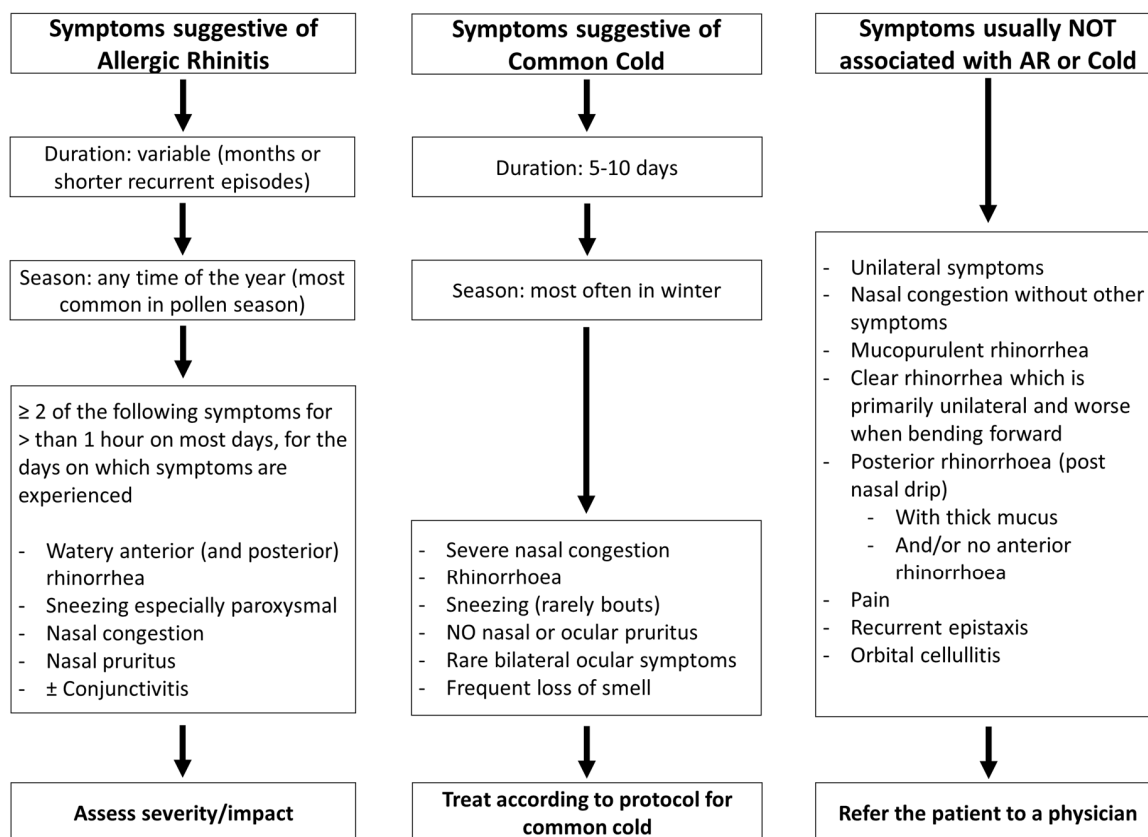 Symptoms suggestive of
Allergic Rhinitis
Duration: variable (months or
shorter recurrent episodes)
Season: any time of the year (most
common in pollen season)
≥ 2 of the following symptoms for
> than 1 hour on most days, for the
days on which symptoms are
experienced
- Watery anterior (and posterior)
rhinorrhea
- Sneezing especially paroxysmal
- Nasal congestion
- Nasal pruritus
- ± Conjunctivitis
Assess severity/impact
Symptoms suggestive of
Common Cold
Duration: 5-10 days
Season: most often in winter
- Severe nasal congestion
- Rhinorrhoea
- Sneezing (rarely bouts)
- NO nasal or ocular pruritus
- Rare bilateral ocular symptoms
- Frequent loss of smell
Treat according to protocol for
common cold
Symptoms usually NOT
associated with AR or Cold
- Unilateral symptoms
- Nasal congestion without other
symptoms
- Mucopurulent rhinorrhea
- Clear rhinorrhea which is
primarily unilateral and worse
when bending forward
- Posterior rhinorrhoea (post
nasal drip)
- With thick mucus
- And/or no anterior
rhinorrhoea
- Pain
- Recurrent epistaxis
- Orbital cellullitis
Refer the patient to a physician